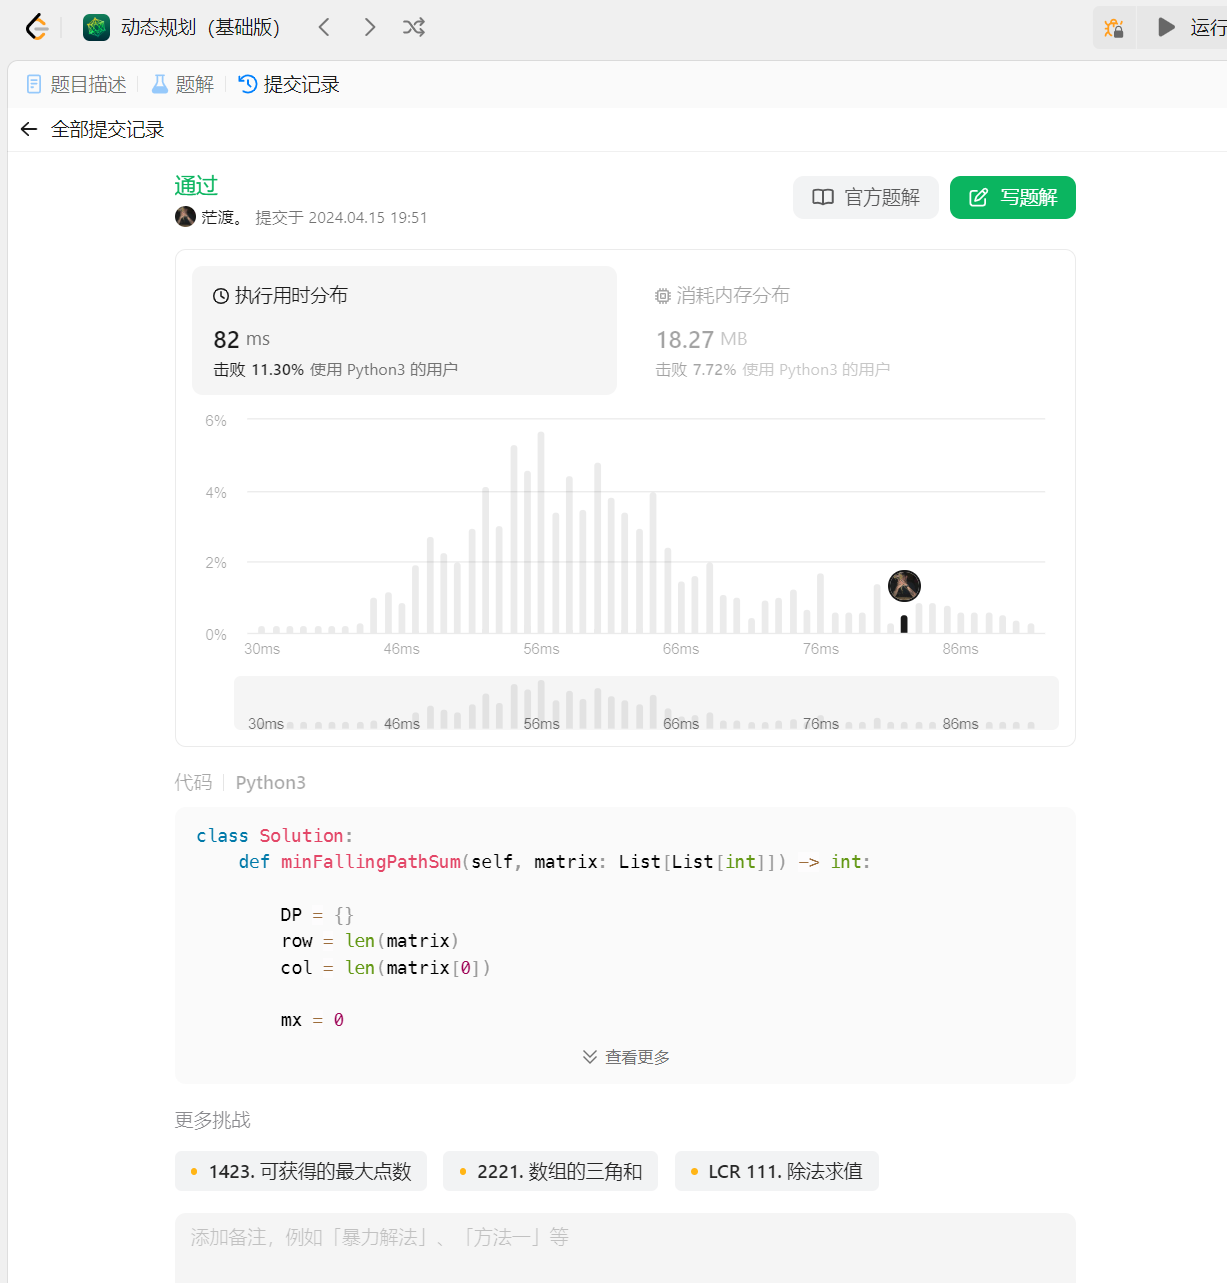 动态规划（基础版）
运行
题目描述 题解 提交记录
全部提交记录
通过
茫渡。 提交于 2024.04.15 19:51
官方题解 写题解
执行用时分布
82 ms
击败 11.30% 使用 Python3 的用户
消耗内存分布
18.27 MB
击败 7.72% 使用 Python3 的用户
6%
4%
2%
0%
30ms 46ms 56ms 66ms 76ms 86ms
30ms 46ms 56ms 66ms 76ms 86ms
代码 Python3
class Solution:
    def minFallingPathSum(self, matrix: List[List[int]]) -> int:
        DP = {}
        row = len(matrix)
        col = len(matrix[0])
        mx = 0
查看更多
更多挑战
1423. 可获得的最大点数 2221. 数组的三角和 LCR 111. 除法求值
添加备注，例如「暴力解法」、「方法一」等